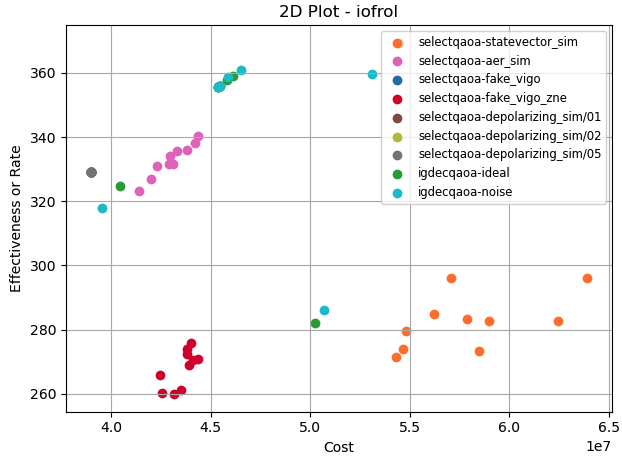 2D Plot - iofrol
selectqaoa-statevector_sim
selectqaoa-aer_sim
selectqaoa-fake_vigo
selectqaoa-fake_vigo_zne
selectqaoa-depolarizing_sim/01
selectqaoa-depolarizing_sim/02
selectqaoa-depolarizing_sim/05
igdecqaoa-ideal
igdecqaoa-noise
Effectiveness or Rate
360
340
320
300
280
260
4.0 4.5 5.0 5.5 6.0 6.5
1e7
Cost